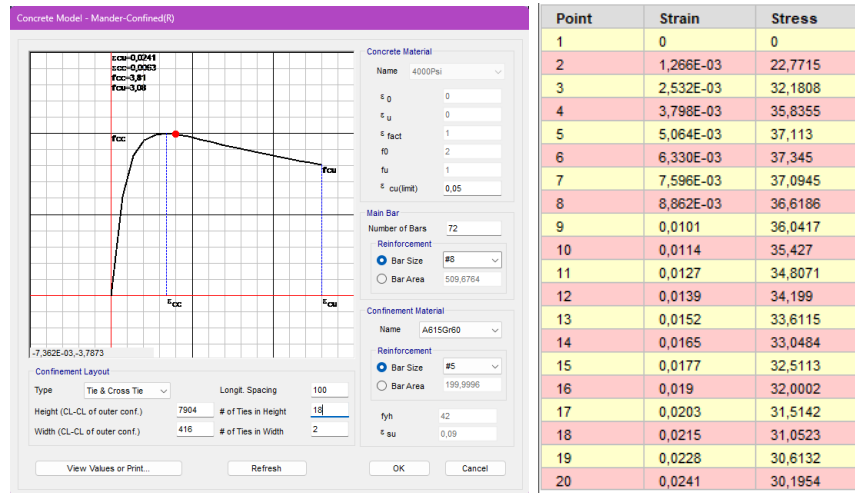 Concrete Model - Mander-Confined(R)
εcu=0,0241
εcc=0,0063
fcc=3,81
fcu=3,08
fcc
fcu
εcc
εcu
-7,362E-03,-3,7873
Confinement Layout
Type Tie & Cross Tie Longit. Spacing 100
Height (CL-CL of outer conf.) 7904 # of Ties in Height 18
Width (CL-CL of outer conf.) 416 # of Ties in Width 2
View Values or Print... Refresh OK Cancel
Concrete Material
Name 4000Psi
ε 0 0
ε u 0
ε fact 1
f0 2
fu 1
ε cu(limit) 0,05
Main Bar
Number of Bars 72
Reinforcement
Bar Size #8
Bar Area 509,6764
Confinement Material
Name A615Gr60
Reinforcement
Bar Size #5
Bar Area 199,9996
fyh 42
ε su 0,09
Point Strain Stress
1 0 0
2 1,266E-03 22,7715
3 2,532E-03 32,1808
4 3,798E-03 35,8355
5 5,064E-03 37,113
6 6,330E-03 37,345
7 7,596E-03 37,0945
8 8,862E-03 36,6186
9 0,0101 36,0417
10 0,0114 35,427
11 0,0127 34,8071
12 0,0139 34,199
13 0,0152 33,6115
14 0,0165 33,0484
15 0,0177 32,5113
16 0,019 32,0002
17 0,0203 31,5142
18 0,0215 31,0523
19 0,0228 30,6132
20 0,0241 30,1954